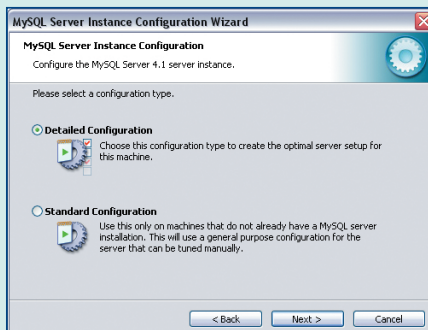 MySQL Server Instance Configuration Wizard
MySQL Server Instance Configuration
Configure the MySQL Server 4.1 server instance.
Please select a configuration type.
Detailed Configuration
Choose this configuration type to create the optimal server setup for
this machine.
Standard Configuration
Use this only on machines that do not already have a MySQL server
installation. This will use a general purpose configuration for the
server that can be tuned manually.
< Back
Next >
Cancel